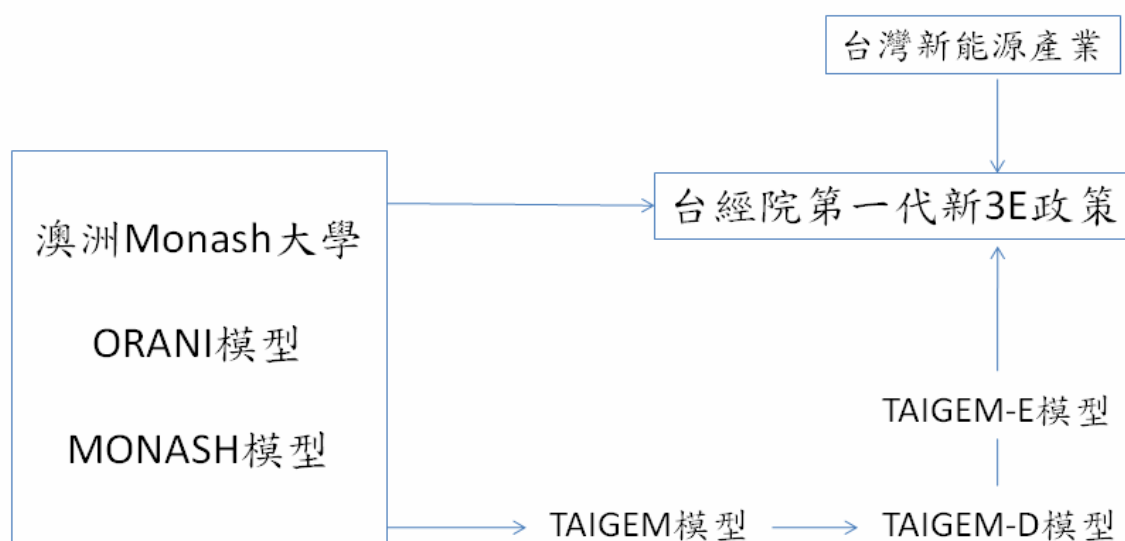 台灣新能源產業
台經院第一代新3E政策
澳洲Monash大學
ORANI模型
MONASH模型
TAIGEM-E模型
TAIGEM模型
TAIGEM-D模型